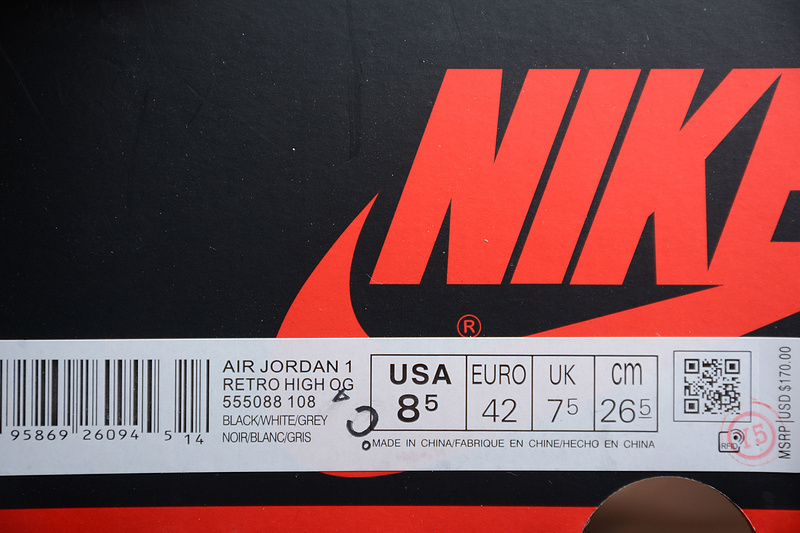 NIKE
®
AIR JORDAN 1
RETRO HIGH OG
555088 108
BLACK/WHITE/GREY
NOIR/BLANC/GRIS
USA
8⁵
EURO
42
UK
7⁵
cm
26⁵
MADE IN CHINA/FABRIQUE EN CHINE/HECHO EN CHINA
95869 26094 5 14
RFID
15
MSRP|USD $170.00